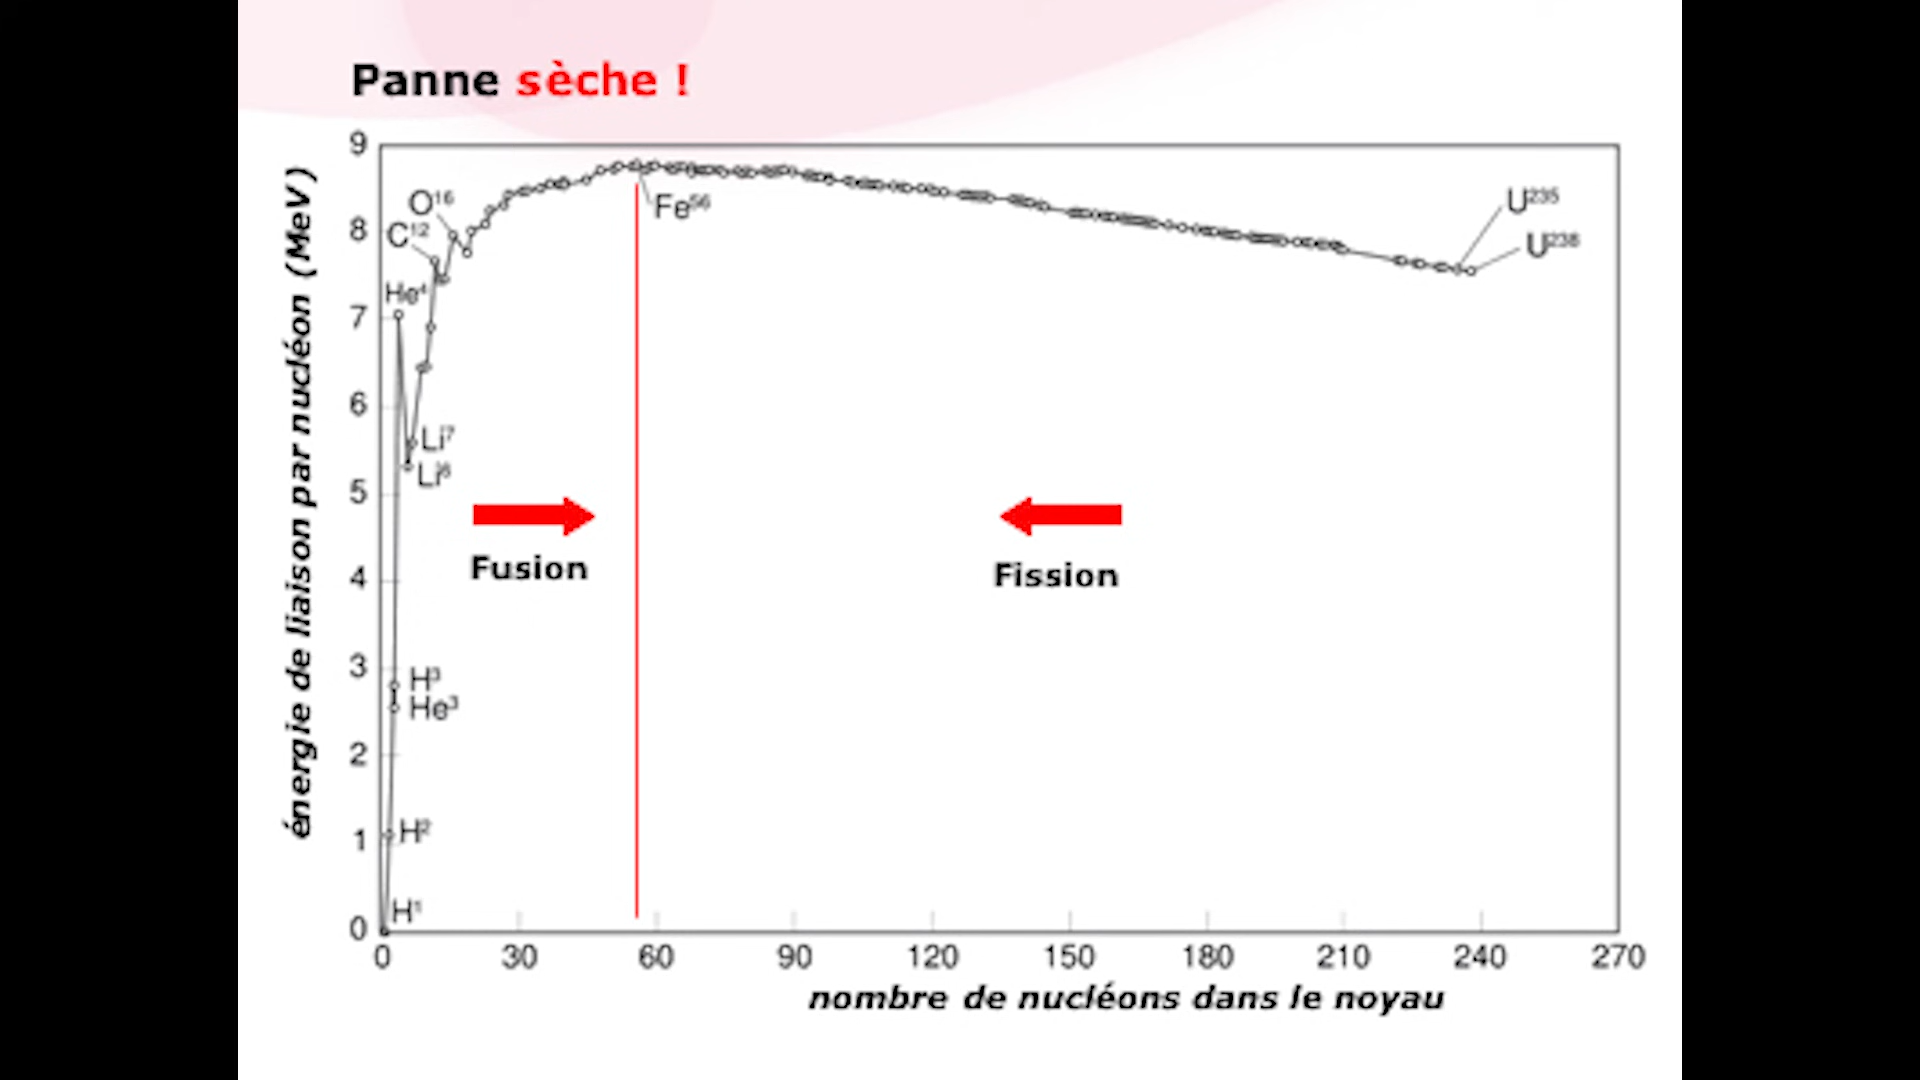 Panne sèche !
énergie de liaison par nucléon (MeV)
9
8
7
6
5
4
3
2
1
0
O¹⁶
C¹²
He⁴
Li⁷
Li⁶
H³
He³
H²
H¹
Fe⁵⁶
U²³⁵
U²³⁸
Fusion
Fission
0 30 60 90 120 150 180 210 240 270
nombre de nucléons dans le noyau